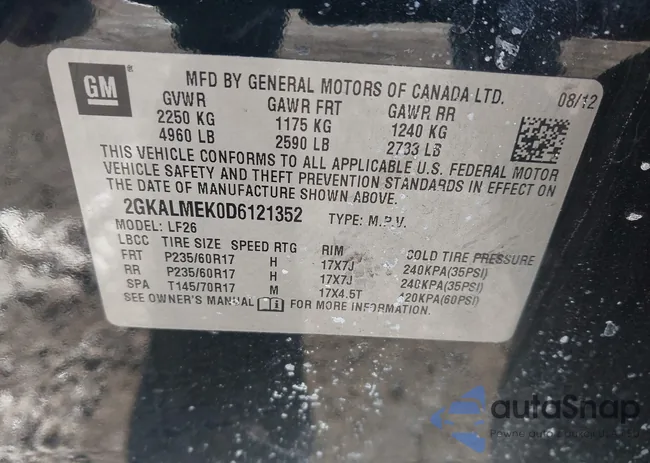 GM
MFD BY GENERAL MOTORS OF CANADA LTD.
08/12
GVWR GAWR FRT GAWR RR
2250 KG 1175 KG 1240 KG
4960 LB 2590 LB 2733 LB
THIS VEHICLE CONFORMS TO ALL APPLICABLE U.S. FEDERAL MOTOR
VEHICLE SAFETY AND THEFT PREVENTION STANDARDS IN EFFECT ON
THE DATE OF MANUFACTURE SHOWN ABOVE.
2GKALMEK0D6121352 TYPE: M.P.V.
MODEL: LF26
LBCC TIRE SIZE SPEED RTG RIM COLD TIRE PRESSURE
FRT P235/60R17 H 17X7J 240KPA(35PSI)
RR P235/60R17 H 17X7J 240KPA(35PSI)
SPA T145/70R17 M 17X4.5T 420KPA(60PSI)
SEE OWNER'S MANUAL FOR MORE INFORMATION.
autoSnap
Pewne auto